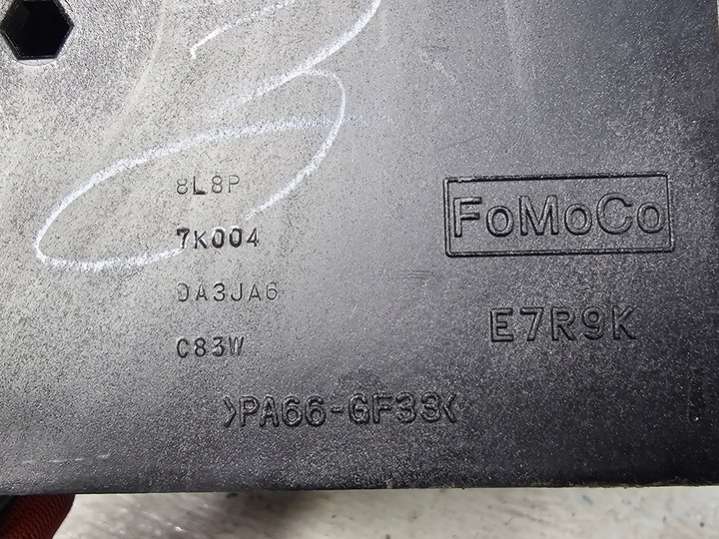 8L8P
7K004
DA3JA6
C83W
FoMoCo
E7R9K
>PA66-GF33<